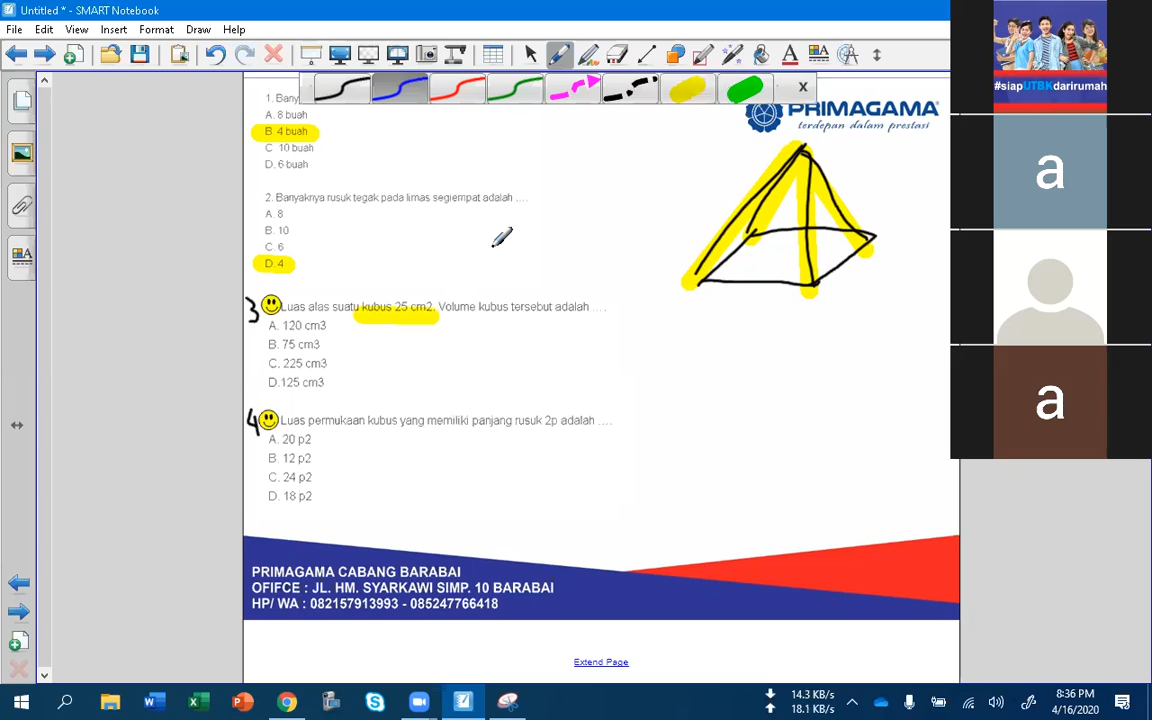 Untitled * - SMART Notebook
File Edit View Insert Format Draw Help
1. Bany
A. 8 buah
B. 4 buah
C 10 buah
D. 6 buah
PRIMAGAMA
terdepan dalam prestasi
2. Banyaknya rusuk tegak pada limas segiempat adalah ....
A. 8
B. 10
C. 6
D. 4
3 Luas alas suatu kubus 25 cm2. Volume kubus tersebut adalah ....
A. 120 cm3
B. 75 cm3
C. 225 cm3
D.125 cm3
4 Luas permukaan kubus yang memiliki panjang rusuk 2p adalah ....
A. 20 p2
B. 12 p2
C. 24 p2
D. 18 p2
PRIMAGAMA CABANG BARABAI
OFIFCE : JL. HM. SYARKAWI SIMP. 10 BARABAI
HP/ WA : 082157913993 - 085247766418
Extend Page
#siapUTBKdarirumah
a
a
14.3 KB/s
18.1 KB/s
8:36 PM
4/16/2020